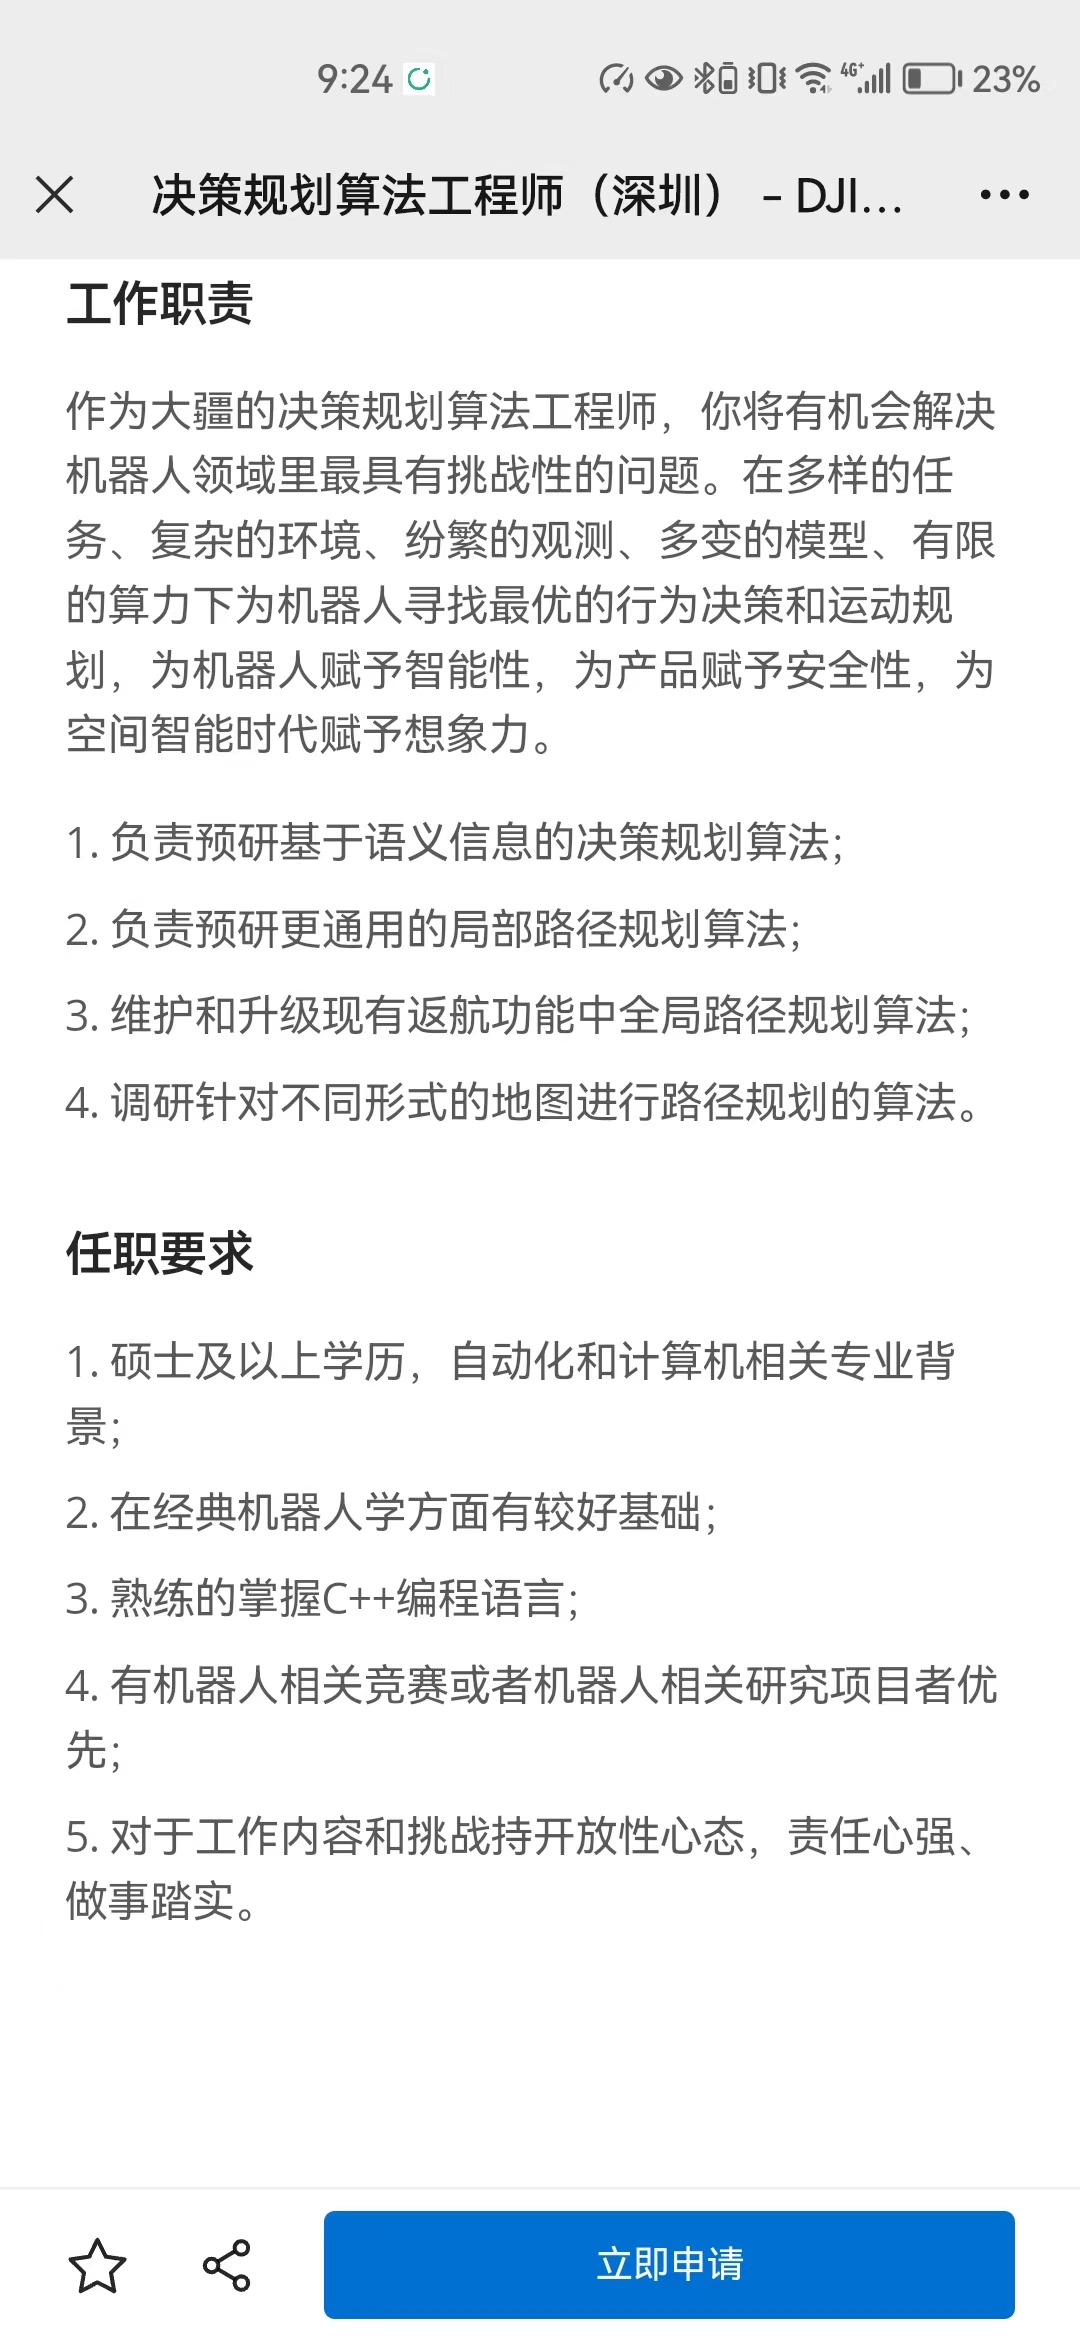 9:24 4G+ 23%
决策规划算法工程师（深圳） – DJI...
工作职责
作为大疆的决策规划算法工程师，你将有机会解决
机器人领域里最具有挑战性的问题。在多样的任
务、复杂的环境、纷繁的观测、多变的模型、有限
的算力下为机器人寻找最优的行为决策和运动规
划，为机器人赋予智能性，为产品赋予安全性，为
空间智能时代赋予想象力。
1. 负责预研基于语义信息的决策规划算法;
2. 负责预研更通用的局部路径规划算法;
3. 维护和升级现有返航功能中全局路径规划算法;
4. 调研针对不同形式的地图进行路径规划的算法。
任职要求
1. 硕士及以上学历，自动化和计算机相关专业背
景;
2. 在经典机器人学方面有较好基础;
3. 熟练的掌握C++编程语言;
4. 有机器人相关竞赛或者机器人相关研究项目者优
先;
5. 对于工作内容和挑战持开放性心态，责任心强、
做事踏实。
立即申请